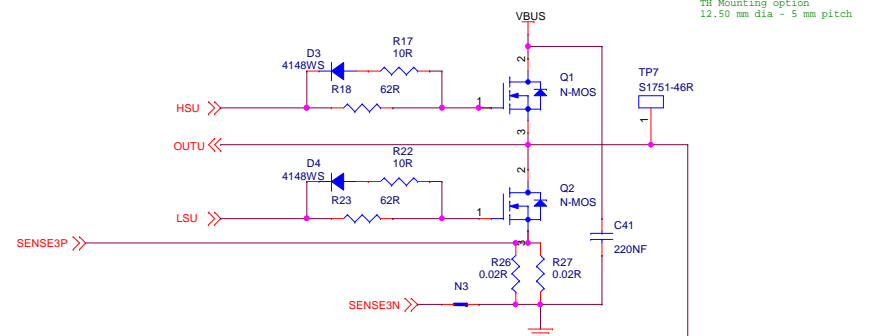 TH Mounting option
12.50 mm dia - 5 mm pitch
VBUS
D3
4148WS
R17
10R
R18
62R
2
Q1
N-MOS
TP7
S1751-46R
HSU
1
1
3
OUTU
D4
4148WS
R22
10R
R23
62R
2
Q2
N-MOS
LSU
1
C41
220NF
SENSE3P
3
R26
0.02R
R27
0.02R
N3
SENSE3N